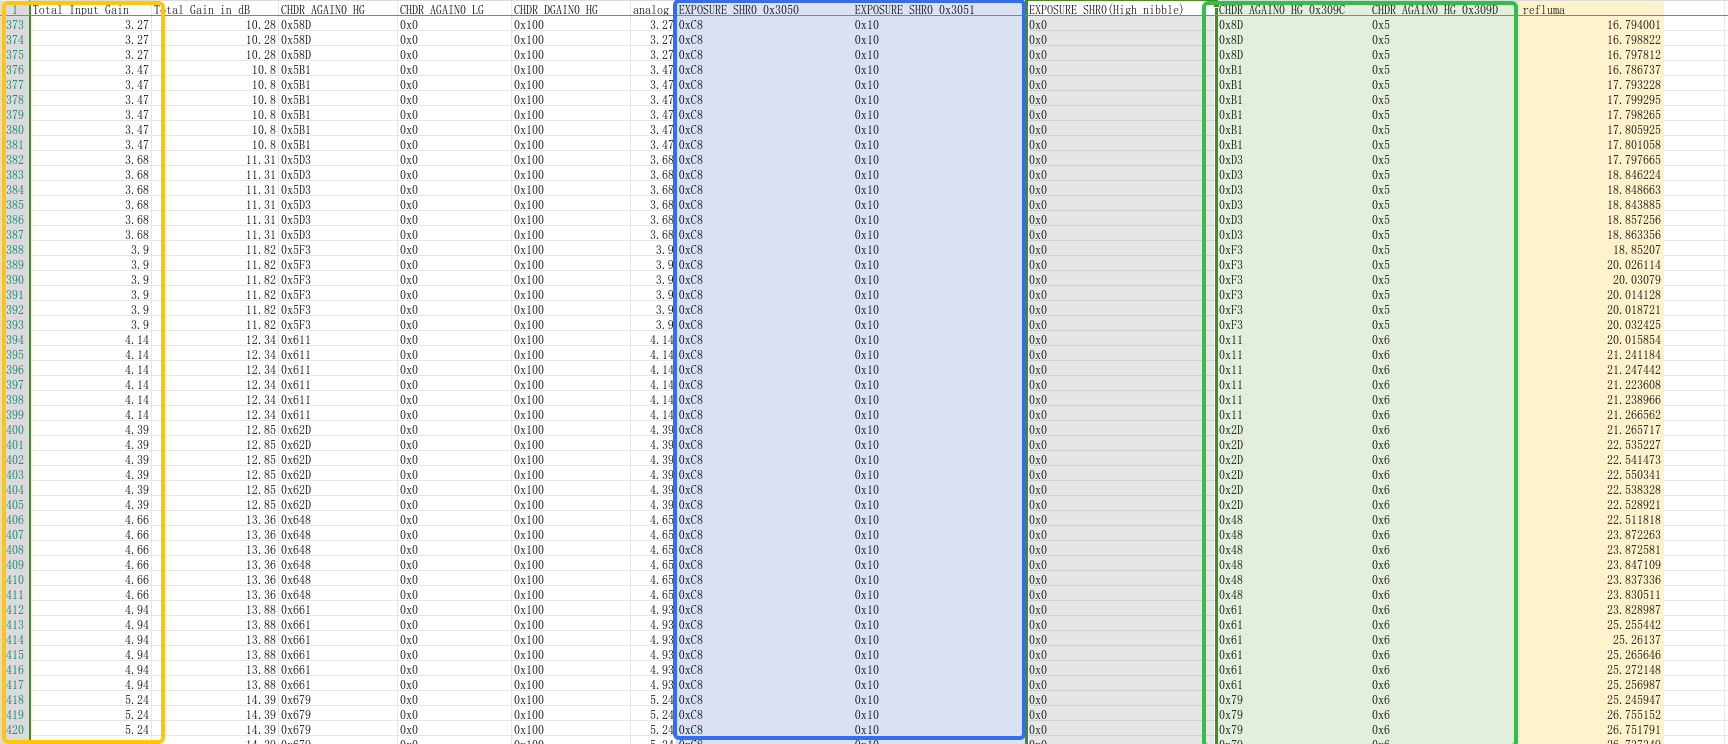 1 Total Input Gain Total Gain in dB CHDR AGAIN0 HG CHDR AGAIN0 LG CHDR DGAIN0 HG analog EXPOSURE SHR0 0x3050 EXPOSURE SHR0 0x3051 EXPOSURE SHR0(High nibble) CHDR AGAIN0 HG 0x309C CHDR AGAIN0 HG 0x309D refluma
373 3.27 10.28 0x58D 0x0 0x100 3.27 0xC8 0x10 0x0 0x8D 0x5 16.794001
374 3.27 10.28 0x58D 0x0 0x100 3.27 0xC8 0x10 0x0 0x8D 0x5 16.798822
375 3.27 10.28 0x58D 0x0 0x100 3.27 0xC8 0x10 0x0 0x8D 0x5 16.797812
376 3.47 10.8 0x5B1 0x0 0x100 3.47 0xC8 0x10 0x0 0xB1 0x5 16.786737
377 3.47 10.8 0x5B1 0x0 0x100 3.47 0xC8 0x10 0x0 0xB1 0x5 17.793228
378 3.47 10.8 0x5B1 0x0 0x100 3.47 0xC8 0x10 0x0 0xB1 0x5 17.799295
379 3.47 10.8 0x5B1 0x0 0x100 3.47 0xC8 0x10 0x0 0xB1 0x5 17.798265
380 3.47 10.8 0x5B1 0x0 0x100 3.47 0xC8 0x10 0x0 0xB1 0x5 17.805925
381 3.47 10.8 0x5B1 0x0 0x100 3.47 0xC8 0x10 0x0 0xB1 0x5 17.801058
382 3.68 11.31 0x5D3 0x0 0x100 3.68 0xC8 0x10 0x0 0xD3 0x5 17.797665
383 3.68 11.31 0x5D3 0x0 0x100 3.68 0xC8 0x10 0x0 0xD3 0x5 18.846224
384 3.68 11.31 0x5D3 0x0 0x100 3.68 0xC8 0x10 0x0 0xD3 0x5 18.848663
385 3.68 11.31 0x5D3 0x0 0x100 3.68 0xC8 0x10 0x0 0xD3 0x5 18.843885
386 3.68 11.31 0x5D3 0x0 0x100 3.68 0xC8 0x10 0x0 0xD3 0x5 18.857256
387 3.68 11.31 0x5D3 0x0 0x100 3.68 0xC8 0x10 0x0 0xD3 0x5 18.863356
388 3.9 11.82 0x5F3 0x0 0x100 3.9 0xC8 0x10 0x0 0xF3 0x5 18.85207
389 3.9 11.82 0x5F3 0x0 0x100 3.9 0xC8 0x10 0x0 0xF3 0x5 20.026114
390 3.9 11.82 0x5F3 0x0 0x100 3.9 0xC8 0x10 0x0 0xF3 0x5 20.03079
391 3.9 11.82 0x5F3 0x0 0x100 3.9 0xC8 0x10 0x0 0xF3 0x5 20.014128
392 3.9 11.82 0x5F3 0x0 0x100 3.9 0xC8 0x10 0x0 0xF3 0x5 20.018721
393 3.9 11.82 0x5F3 0x0 0x100 3.9 0xC8 0x10 0x0 0xF3 0x5 20.032425
394 4.14 12.34 0x611 0x0 0x100 4.14 0xC8 0x10 0x0 0x11 0x6 20.015854
395 4.14 12.34 0x611 0x0 0x100 4.14 0xC8 0x10 0x0 0x11 0x6 21.241184
396 4.14 12.34 0x611 0x0 0x100 4.14 0xC8 0x10 0x0 0x11 0x6 21.247442
397 4.14 12.34 0x611 0x0 0x100 4.14 0xC8 0x10 0x0 0x11 0x6 21.223608
398 4.14 12.34 0x611 0x0 0x100 4.14 0xC8 0x10 0x0 0x11 0x6 21.238966
399 4.14 12.34 0x611 0x0 0x100 4.14 0xC8 0x10 0x0 0x11 0x6 21.266562
400 4.39 12.85 0x62D 0x0 0x100 4.39 0xC8 0x10 0x0 0x2D 0x6 21.265717
401 4.39 12.85 0x62D 0x0 0x100 4.39 0xC8 0x10 0x0 0x2D 0x6 22.535227
402 4.39 12.85 0x62D 0x0 0x100 4.39 0xC8 0x10 0x0 0x2D 0x6 22.541473
403 4.39 12.85 0x62D 0x0 0x100 4.39 0xC8 0x10 0x0 0x2D 0x6 22.550341
404 4.39 12.85 0x62D 0x0 0x100 4.39 0xC8 0x10 0x0 0x2D 0x6 22.538328
405 4.39 12.85 0x62D 0x0 0x100 4.39 0xC8 0x10 0x0 0x2D 0x6 22.528921
406 4.66 13.36 0x648 0x0 0x100 4.65 0xC8 0x10 0x0 0x48 0x6 22.511818
407 4.66 13.36 0x648 0x0 0x100 4.65 0xC8 0x10 0x0 0x48 0x6 23.872263
408 4.66 13.36 0x648 0x0 0x100 4.65 0xC8 0x10 0x0 0x48 0x6 23.872581
409 4.66 13.36 0x648 0x0 0x100 4.65 0xC8 0x10 0x0 0x48 0x6 23.847109
410 4.66 13.36 0x648 0x0 0x100 4.65 0xC8 0x10 0x0 0x48 0x6 23.837336
411 4.66 13.36 0x648 0x0 0x100 4.65 0xC8 0x10 0x0 0x48 0x6 23.830511
412 4.94 13.88 0x661 0x0 0x100 4.93 0xC8 0x10 0x0 0x61 0x6 23.828987
413 4.94 13.88 0x661 0x0 0x100 4.93 0xC8 0x10 0x0 0x61 0x6 25.255442
414 4.94 13.88 0x661 0x0 0x100 4.93 0xC8 0x10 0x0 0x61 0x6 25.26137
415 4.94 13.88 0x661 0x0 0x100 4.93 0xC8 0x10 0x0 0x61 0x6 25.265646
416 4.94 13.88 0x661 0x0 0x100 4.93 0xC8 0x10 0x0 0x61 0x6 25.272148
417 4.94 13.88 0x661 0x0 0x100 4.93 0xC8 0x10 0x0 0x61 0x6 25.256987
418 5.24 14.39 0x679 0x0 0x100 5.24 0xC8 0x10 0x0 0x79 0x6 25.245947
419 5.24 14.39 0x679 0x0 0x100 5.24 0xC8 0x10 0x0 0x79 0x6 26.755152
420 5.24 14.39 0x679 0x0 0x100 5.24 0xC8 0x10 0x0 0x79 0x6 26.751791